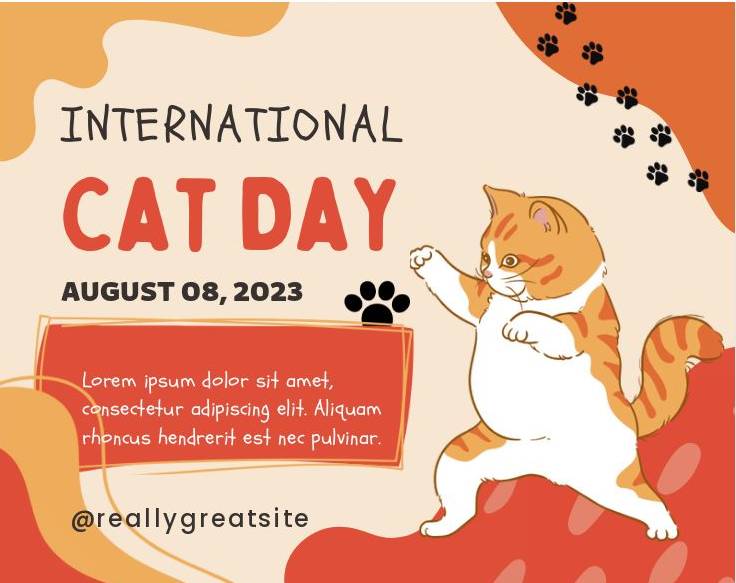 INTERNATIONAL
CAT DAY
AUGUST 08, 2023
Lorem ipsum dolor sit amet,
consectetur adipiscing elit. Aliquam
rhoncus hendrerit est nec pulvinar.
@reallygreatsite